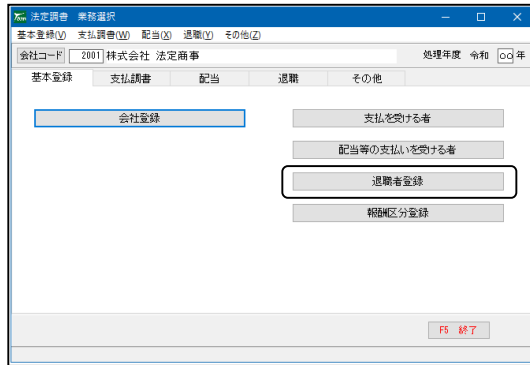 法定調書 業務選択
基本登録(V) 支払調書(W) 配当(X) 退職(Y) その他(Z)
会社コード 2001 株式会社 法定商事 処理年度 令和 ○○ 年
基本登録 支払調書 配当 退職 その他
会社登録 支払を受ける者
配当等の支払いを受ける者
退職者登録
報酬区分登録
F5 終了